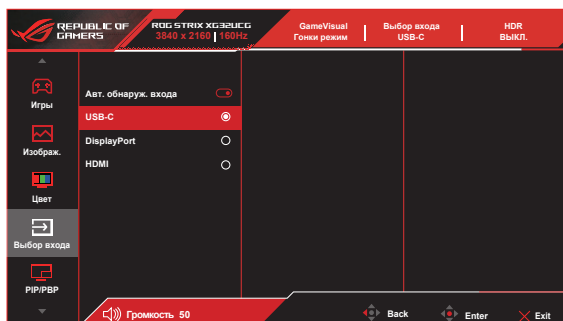 REPUBLIC OF
GAMERS
ROG STRIX XG32UCG
3840 x 2160 160Hz
GameVisual
Гонки режим
Выбор входа
USB-C
HDR
ВЫКЛ.
Игры
Изображ.
Цвет
Выбор входа
PIP/PBP
Авт. обнаруж. входа
USB-C
DisplayPort
HDMI
Громкость 50
Back
Enter
Exit